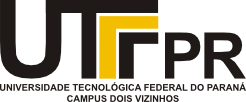 UTFPR
UNIVERSIDADE TECNOLÓGICA FEDERAL DO PARANÁ
CAMPUS DOIS VIZINHOS